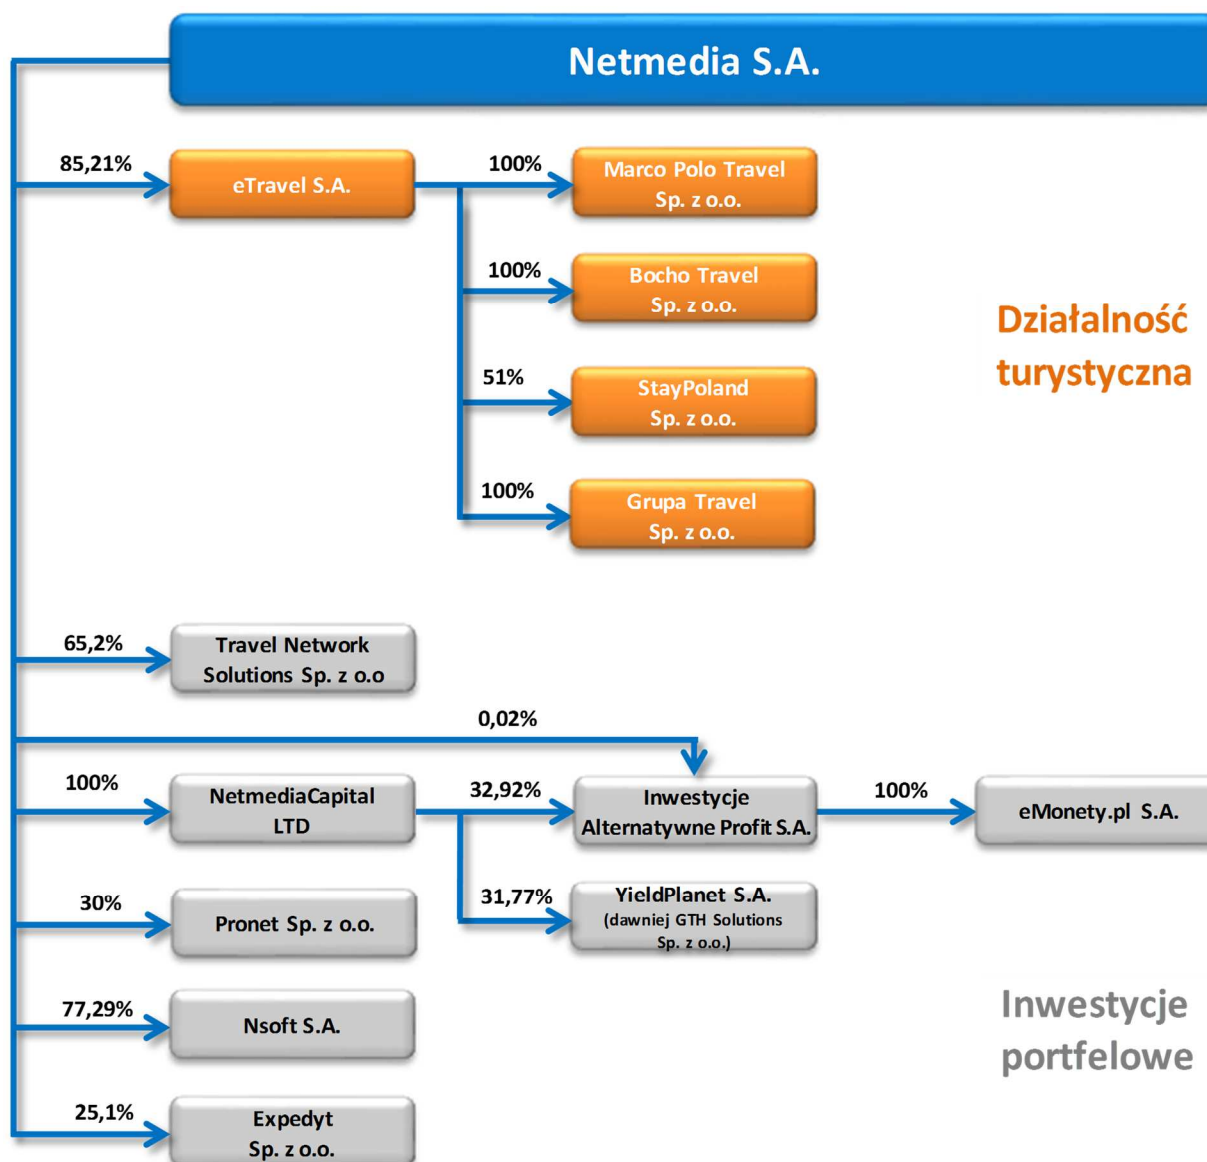 Netmedia S.A.
85,21%
eTravel S.A.
100%
Marco Polo Travel
Sp. z o.o.
100%
Bocho Travel
Sp. z o.o.
Działalność
turystyczna
51%
StayPoland
Sp. z o.o.
100%
Grupa Travel
Sp. z o.o.
65,2%
Travel Network
Solutions Sp. z o.o
0,02%
100%
NetmediaCapital
LTD
32,92%
Inwestycje
Alternatywne Profit S.A.
100%
eMonety.pl S.A.
30%
Pronet Sp. z o.o.
31,77%
YieldPlanet S.A.
(dawniej GTH Solutions
Sp. z o.o.)
77,29%
Nsoft S.A.
Inwestycje
portfelowe
25,1%
Expedyt
Sp. z o.o.